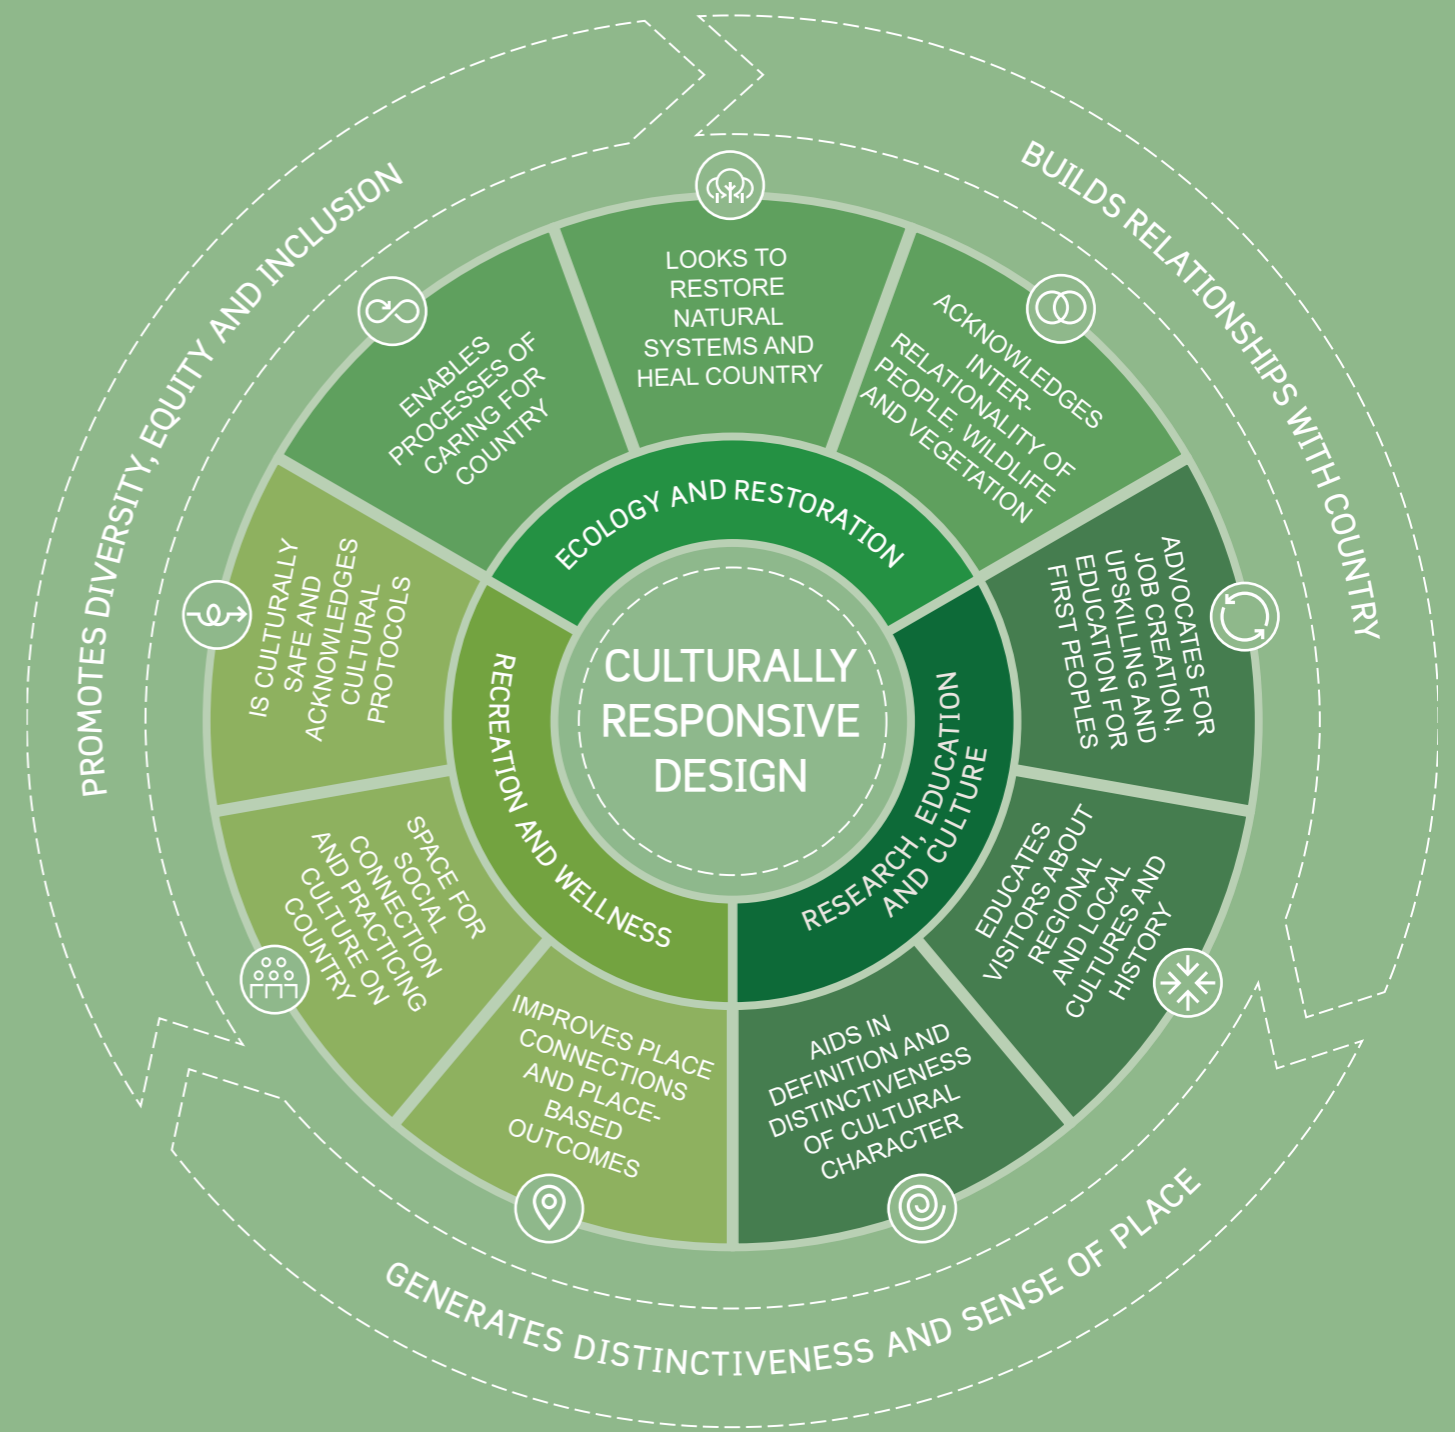 PROMOTES DIVERSITY, EQUITY AND INCLUSION
BUILDS RELATIONSHIPS WITH COUNTRY
GENERATES DISTINCTIVENESS AND SENSE OF PLACE
CULTURALLY
RESPONSIVE
DESIGN
ECOLOGY AND RESTORATION
ENABLES
PROCESSES OF
CARING FOR
COUNTRY
LOOKS TO
RESTORE
NATURAL
SYSTEMS AND
HEAL COUNTRY
ACKNOWLEDGES
INTER-
RELATIONALITY OF
PEOPLE, WILDLIFE
AND VEGETATION
RESEARCH, EDUCATION
AND CULTURE
ADVOCATES FOR
JOB CREATION,
UPSKILLING AND
EDUCATION FOR
FIRST PEOPLES
EDUCATES
VISITORS ABOUT
REGIONAL
AND LOCAL
CULTURES AND
HISTORY
AIDS IN
DEFINITION AND
DISTINCTIVENESS
OF CULTURAL
CHARACTER
RECREATION AND WELLNESS
IMPROVES PLACE
CONNECTIONS
AND PLACE-
BASED
OUTCOMES
SPACE FOR
SOCIAL
CONNECTION
AND PRACTICING
CULTURE ON
COUNTRY
IS CULTURALLY
SAFE AND
ACKNOWLEDGES
CULTURAL
PROTOCOLS